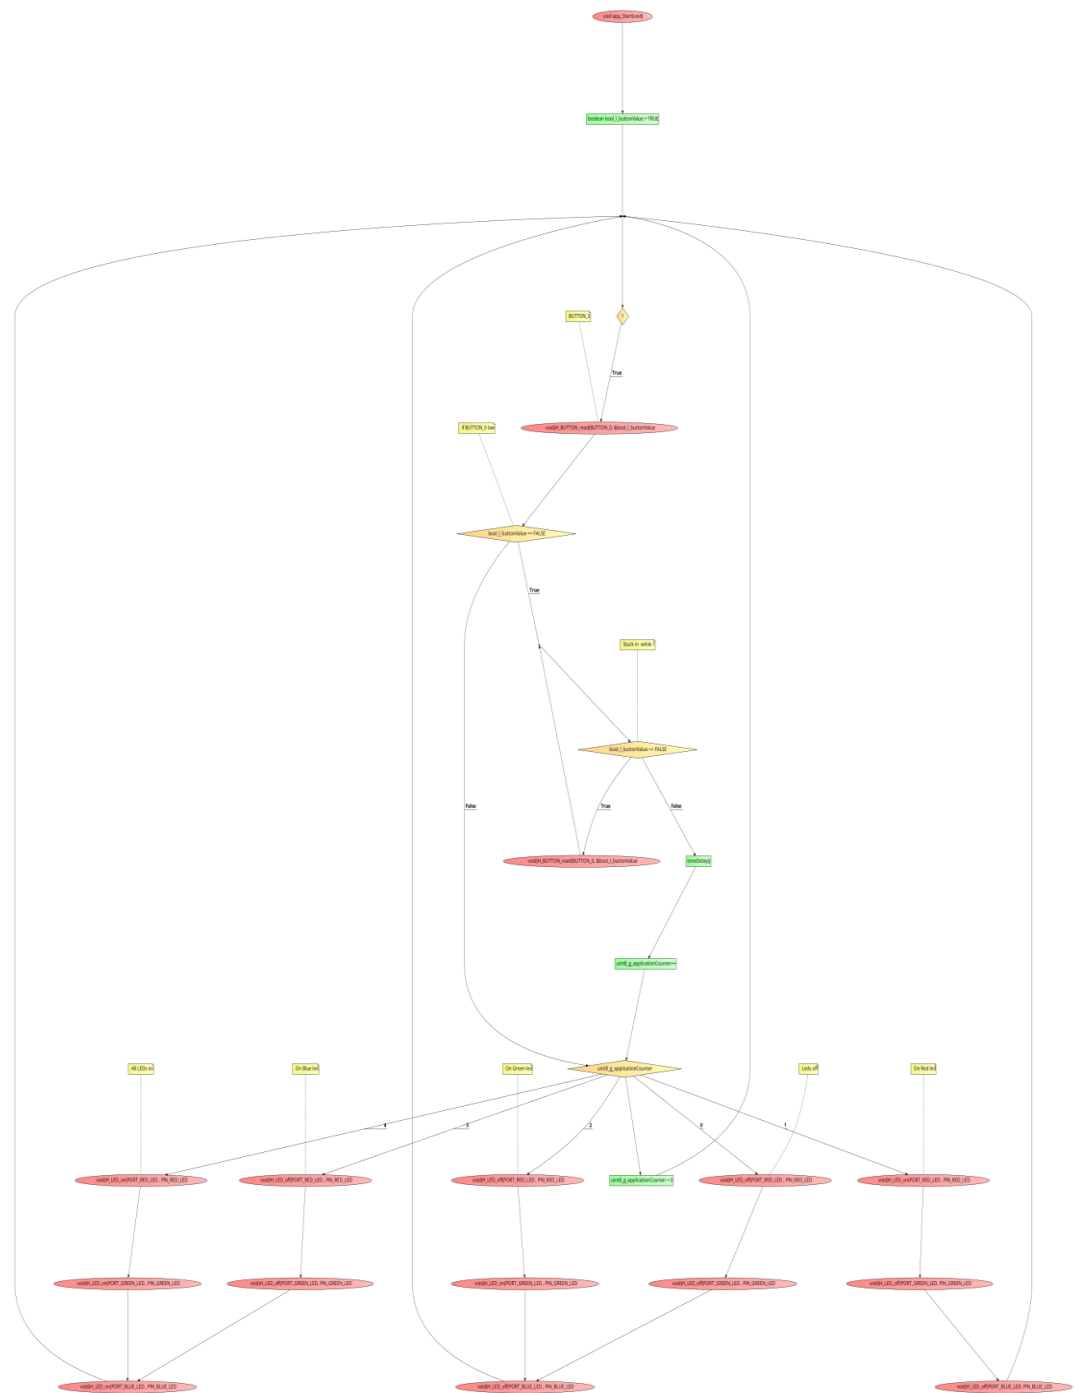 void app_Start(void)
boolean bool_l_buttonValue = TRUE
BUTTON_0
1
True
void)H_BUTTON_read(BUTTON_0, &bool_l_buttonValue
If BUTTON_0 low
bool_l_buttonValue == FALSE
True
Stuck in while !
bool_l_buttonValue == FALSE
False
True
False
void)H_BUTTON_read(BUTTON_0, &bool_l_buttonValue
timeDelay()
uint8_g_applicationCounter++
All LEDs on
On Blue led
On Green led
uint8_g_applicationCounter
Leds off
On Red led
4
3
2
0
1
void)H_LED_on(PORT_RED_LED , PIN_RED_LED
void)H_LED_off(PORT_RED_LED , PIN_RED_LED
void)H_LED_off(PORT_RED_LED , PIN_RED_LED
uint8_g_applicationCounter = 0
void)H_LED_off(PORT_RED_LED , PIN_RED_LED
void)H_LED_on(PORT_RED_LED , PIN_RED_LED
void)H_LED_on(PORT_GREEN_LED , PIN_GREEN_LED
void)H_LED_off(PORT_GREEN_LED , PIN_GREEN_LED
void)H_LED_on(PORT_GREEN_LED , PIN_GREEN_LED
void)H_LED_off(PORT_GREEN_LED , PIN_GREEN_LED
void)H_LED_off(PORT_GREEN_LED , PIN_GREEN_LED
void)H_LED_on(PORT_BLUE_LED , PIN_BLUE_LED
void)H_LED_off(PORT_BLUE_LED , PIN_BLUE_LED
void)H_LED_off(PORT_BLUE_LED , PIN_BLUE_LED